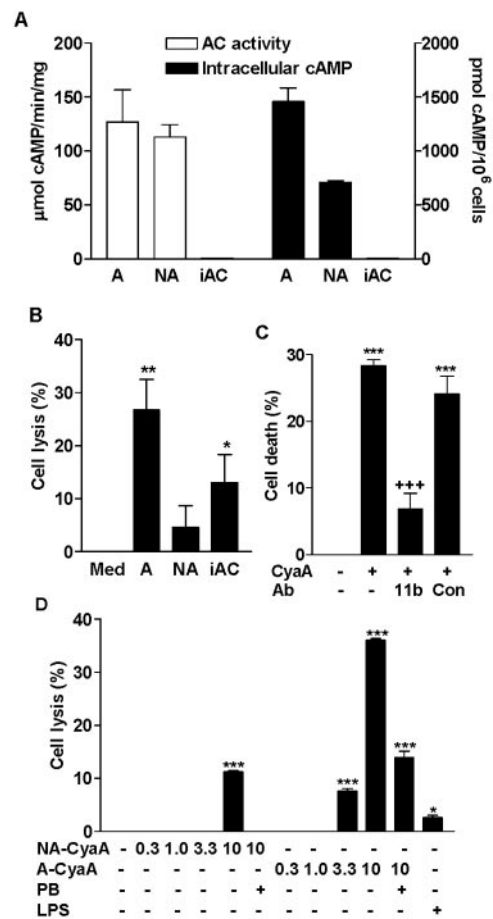 A
AC activity
Intracellular cAMP
µmol cAMP/min/mg
200
150
100
50
0
pmol cAMP/10⁶ cells
2000
1500
1000
500
0
A NA iAC A NA iAC
B
Cell lysis (%)
40
30
20
10
0
** *
Med A NA iAC
C
Cell death (%)
30
20
10
0
*** +++ ***
CyaA - + + +
Ab - - 11b Con
D
Cell lysis (%)
40
30
20
10
0
*** *** *** *** *
NA-CyaA - 0.3 1.0 3.3 10 10 - - - - - -
A-CyaA - - - - - - 0.3 1.0 3.3 10 10 -
PB - - - - - + - - - - + -
LPS - - - - - - - - - - - +